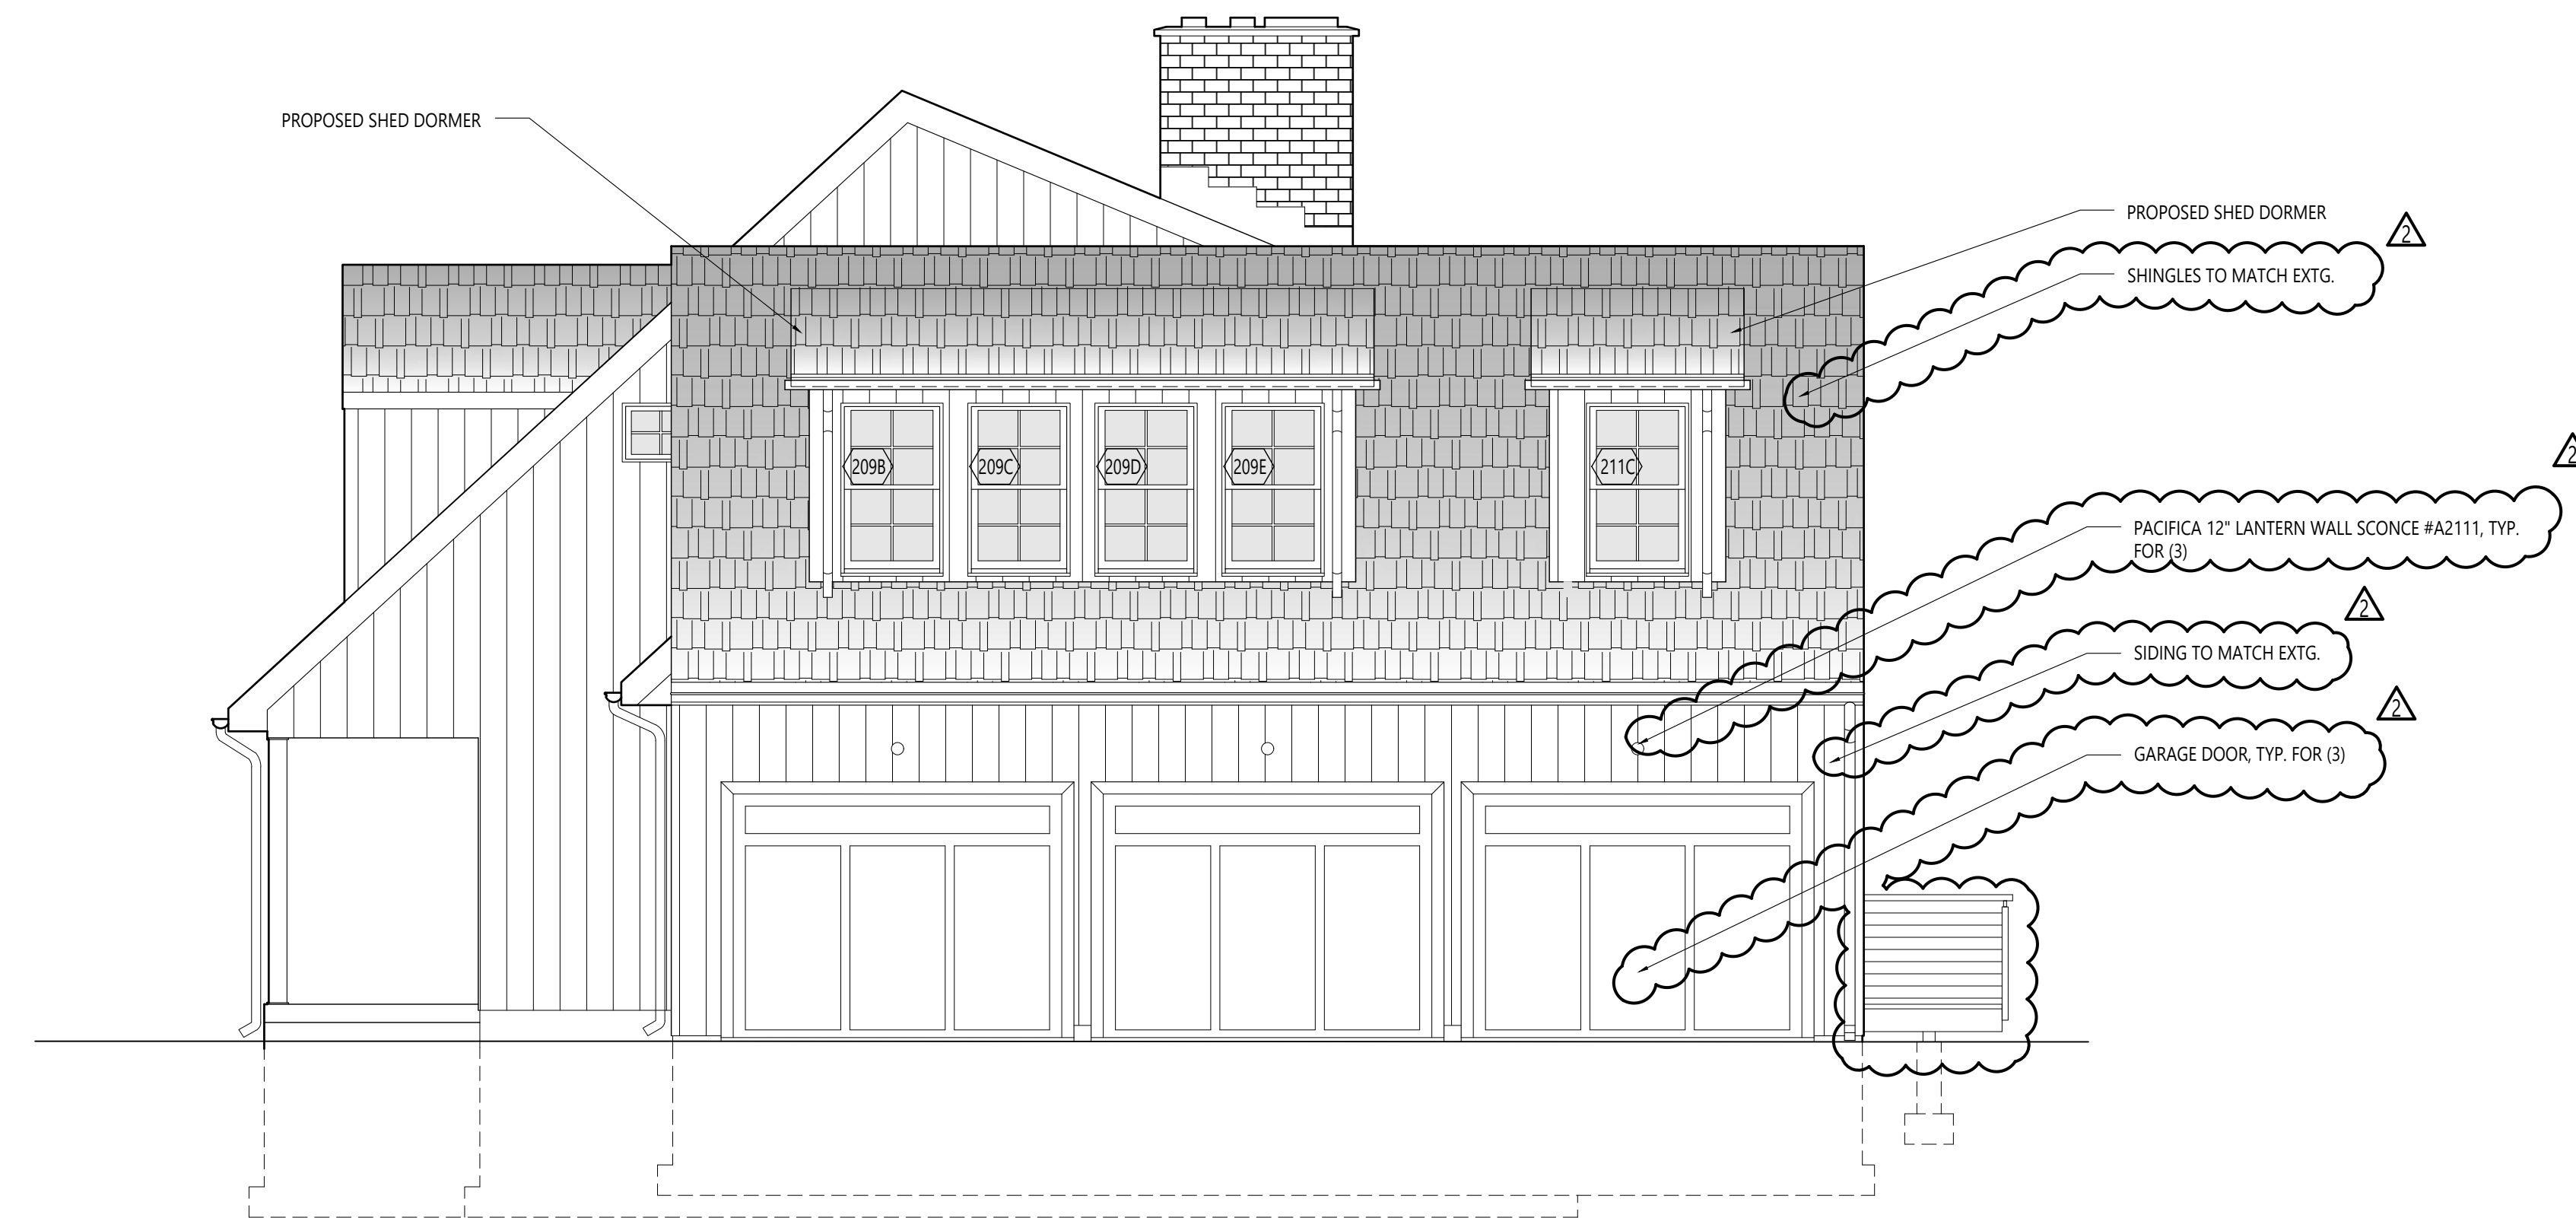 PROPOSED SHED DORMER
PROPOSED SHED DORMER
2
SHINGLES TO MATCH EXTG.
209B
209C
209D
209E
211C
2
PACIFICA 12" LANTERN WALL SCONCE #A2111, TYP.
FOR (3)
2
SIDING TO MATCH EXTG.
2
GARAGE DOOR, TYP. FOR (3)